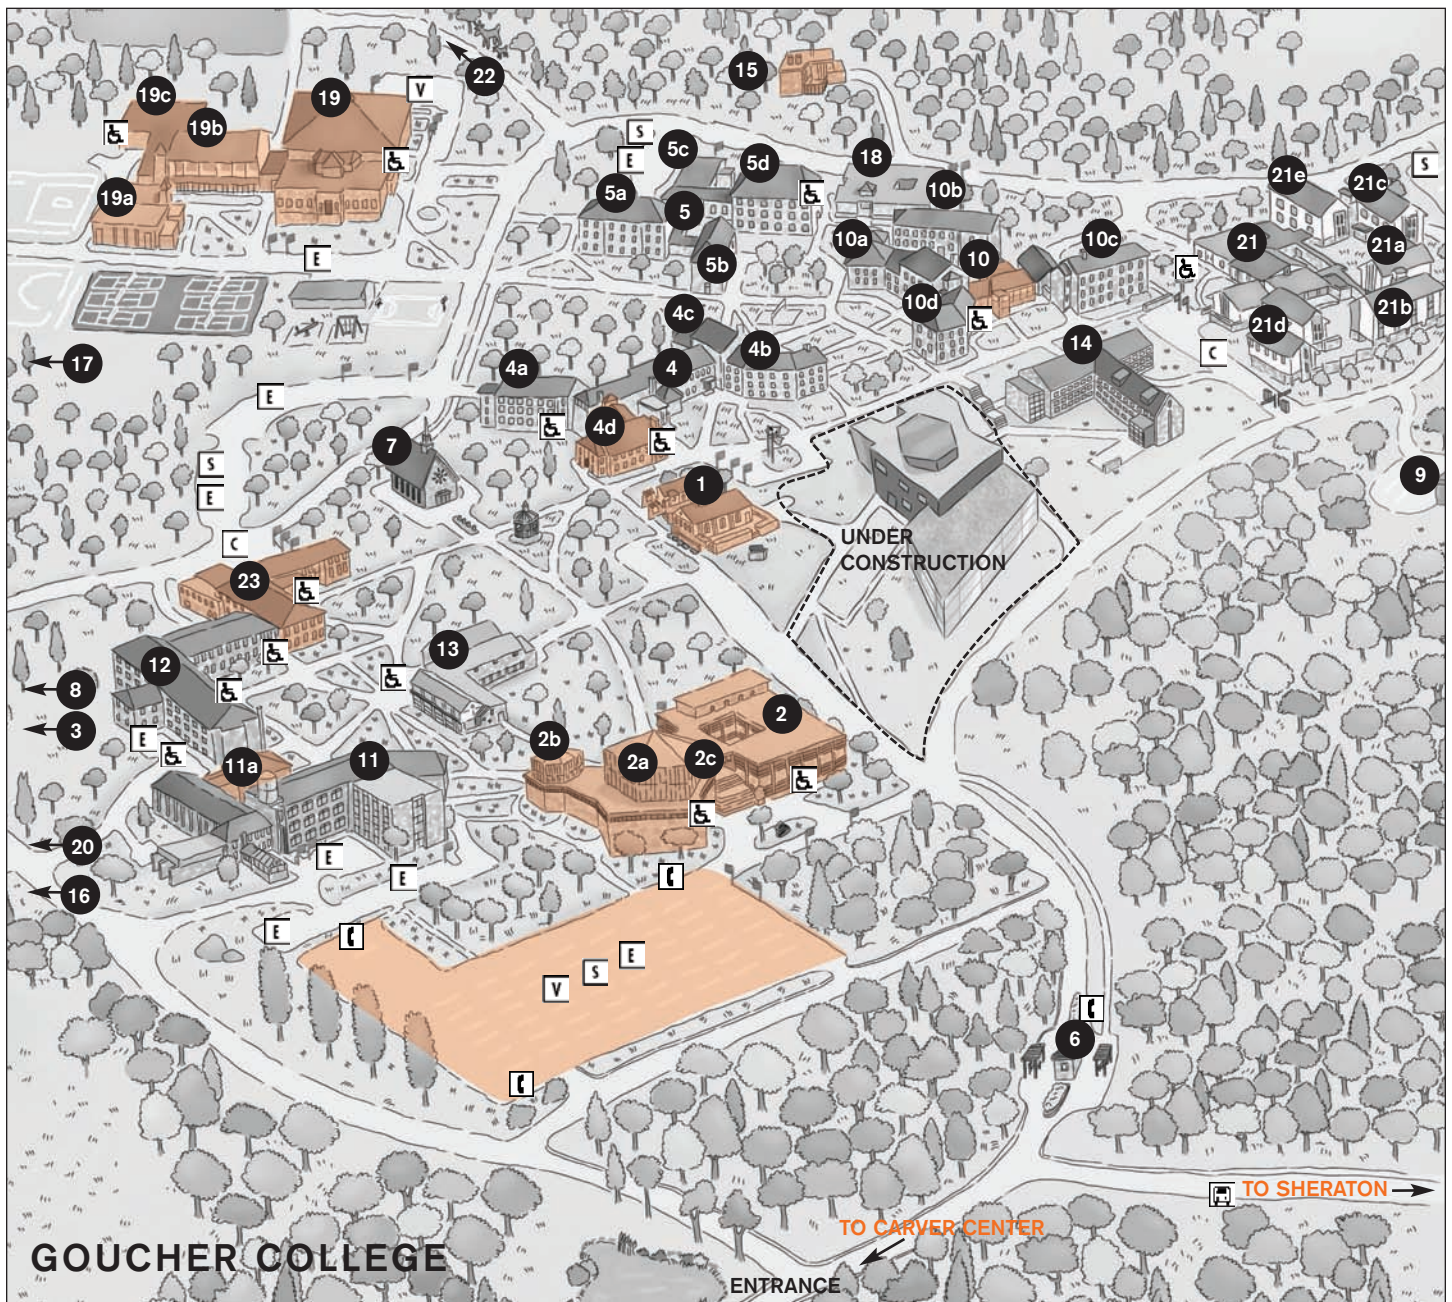 22
15
19c
19
V
19b
S
5c
E
5d
18
S
5a
10b
21e
21c
19a
5
10a
10c
21
21a
E
5b
10
10d
21b
4c
21d
17
4a
4
4b
14
C
E
4d
7
S
E
1
9
C
UNDER
CONSTRUCTION
23
13
12
8
3
E
2
2b
2a
2c
11a
11
20
E
E
16
E
E
S
V
6
TO SHERATON
TO CARVER CENTER
GOUCHER COLLEGE
ENTRANCE